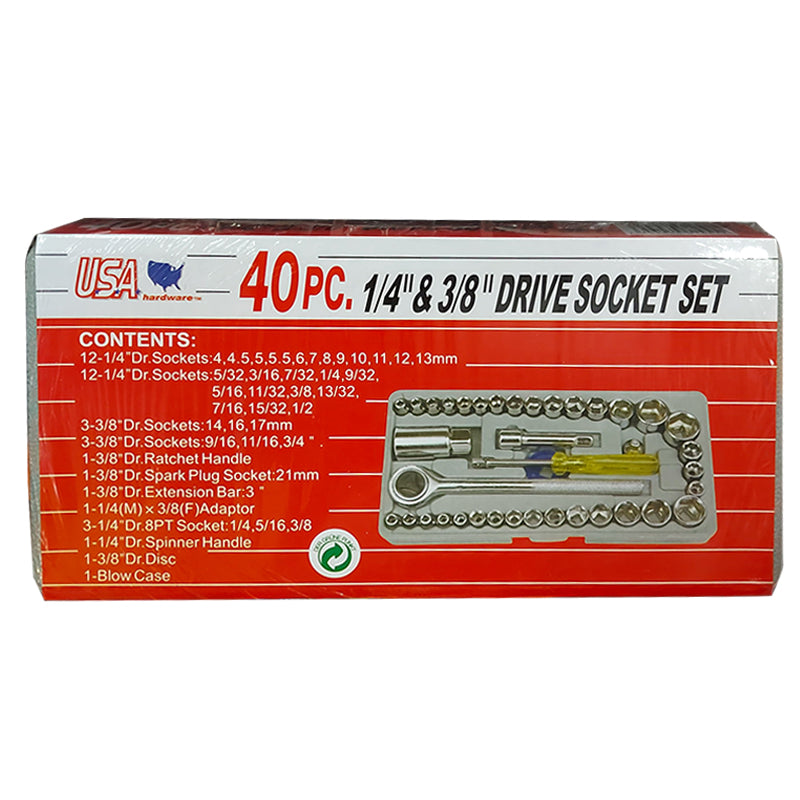 USA
hardware™
40 PC. 1/4" & 3/8" DRIVE SOCKET SET
CONTENTS:
12-1/4"Dr.Sockets:4,4.5,5,5.5,6,7,8,9,10,11,12,13mm
12-1/4"Dr.Sockets:5/32,3/16,7/32,1/4,9/32,
5/16,11/32,3/8,13/32,
7/16,15/32,1/2
3-3/8"Dr.Sockets:14,16,17mm
3-3/8"Dr.Sockets:9/16,11/16,3/4 " .
1-3/8"Dr.Ratchet Handle
1-3/8"Dr.Spark Plug Socket:21mm
1-3/8"Dr.Extension Bar:3 "
1-1/4(M) x 3/8(F)Adaptor
3-1/4"Dr.8PT Socket:1/4,5/16,3/8
1-1/4"Dr.Spinner Handle
1-3/8"Dr.Disc
1-Blow Case
DER GRÜNE PUNKT